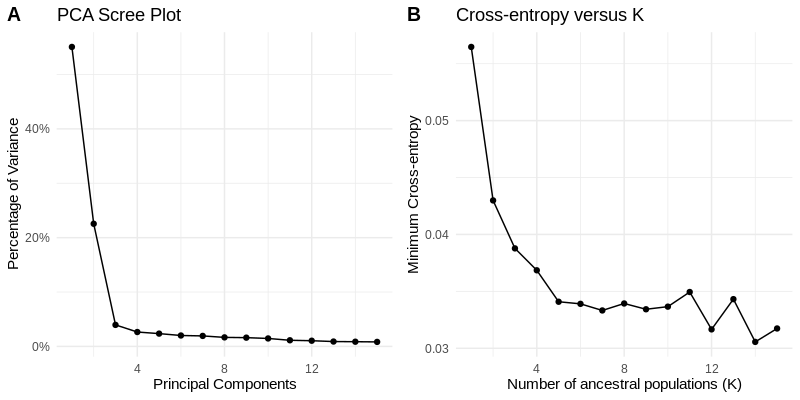 A
PCA Scree Plot
Percentage of Variance
40%
20%
0%
4
8
12
Principal Components
B
Cross-entropy versus K
Minimum Cross-entropy
0.05
0.04
0.03
4
8
12
Number of ancestral populations (K)